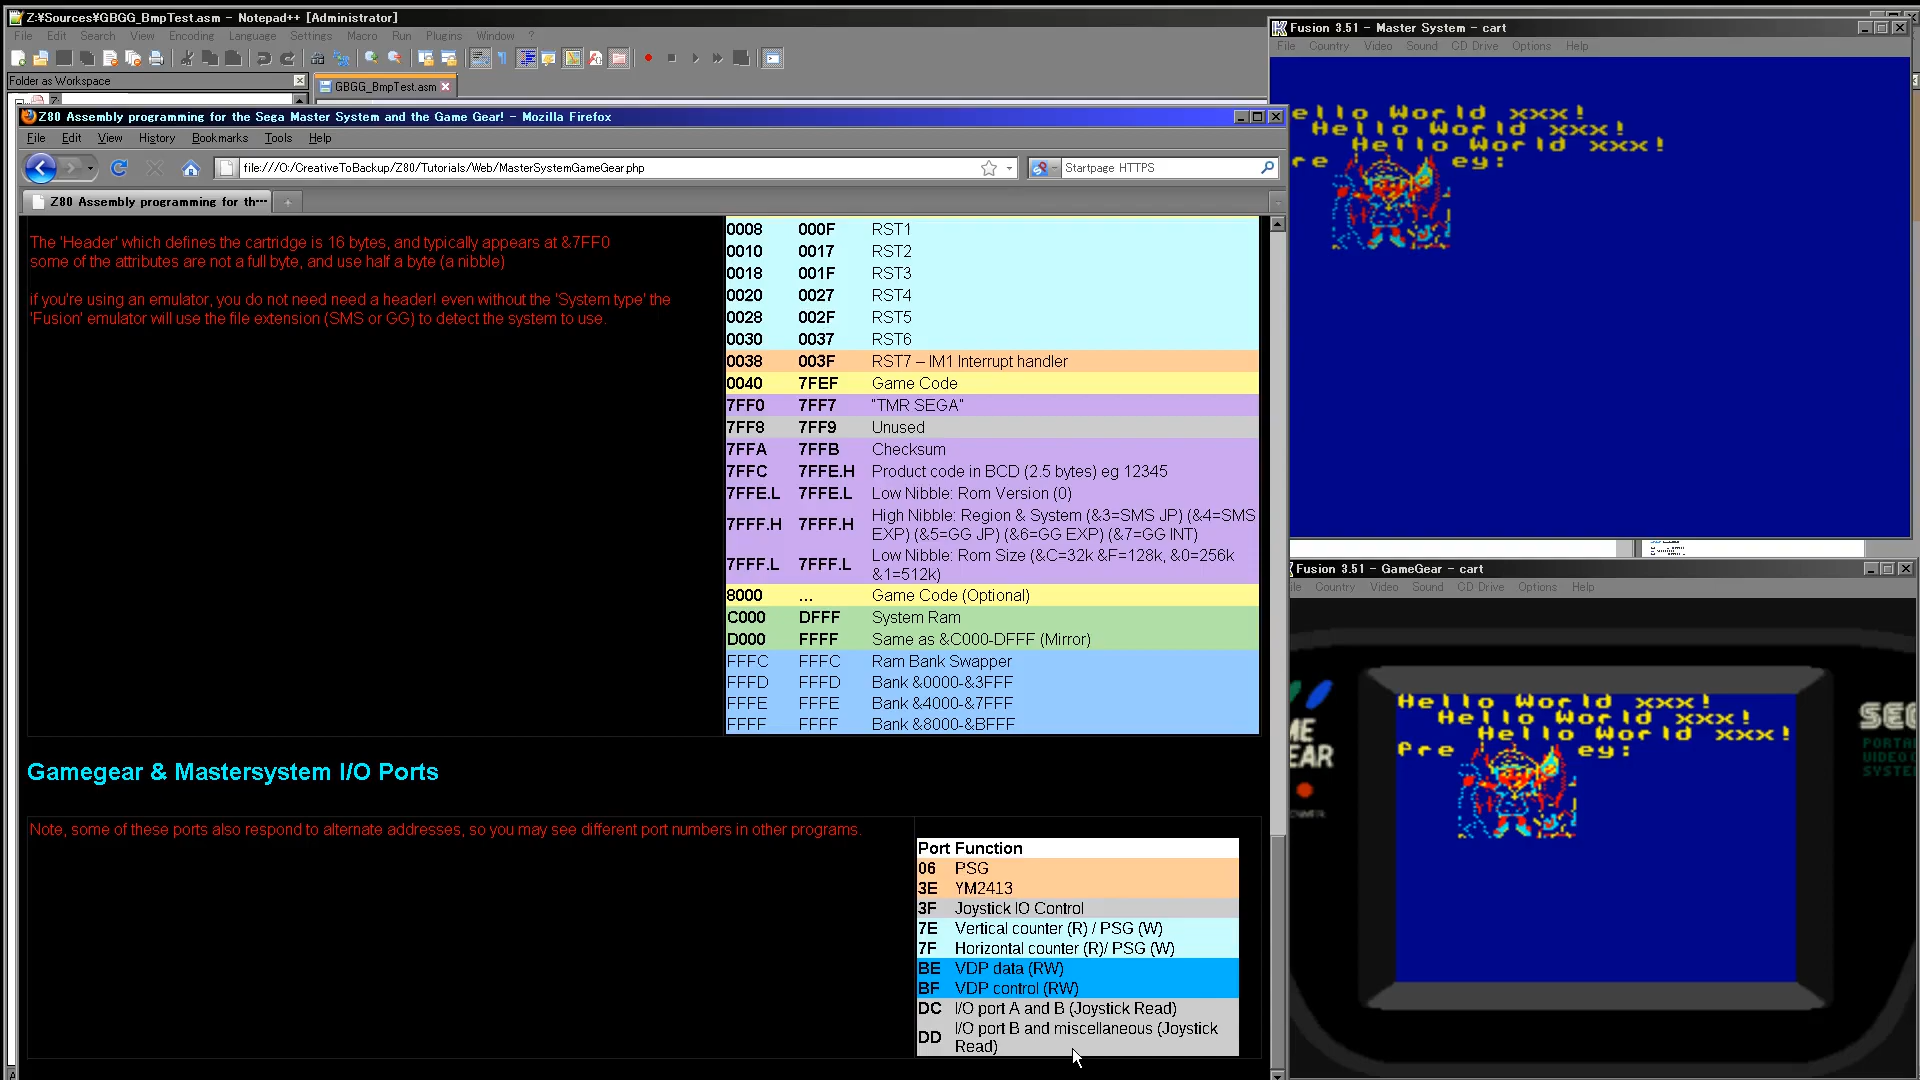 Z:¥Sources¥GBGG_BmpTest.asm - Notepad++ [Administrator]
File Edit Search View Encoding Language Settings Macro Run Plugins Window ?
Folder as Workspace
GBGG_BmpTest.asm
Z80 Assembly programming for the Sega Master System and the Game Gear! - Mozilla Firefox
File Edit View History Bookmarks Tools Help
file:///O:/CreativeToBackup/Z80/Tutorials/Web/MasterSystemGameGear.php
Startpage HTTPS
Z80 Assembly programming for th…
The 'Header' which defines the cartridge is 16 bytes, and typically appears at &7FF0
some of the attributes are not a full byte, and use half a byte (a nibble)
if you're using an emulator, you do not need need a header! even without the 'System type' the
'Fusion' emulator will use the file extension (SMS or GG) to detect the system to use.
0008 000F RST1
0010 0017 RST2
0018 001F RST3
0020 0027 RST4
0028 002F RST5
0030 0037 RST6
0038 003F RST7 – IM1 Interrupt handler
0040 7FEF Game Code
7FF0 7FF7 "TMR SEGA"
7FF8 7FF9 Unused
7FFA 7FFB Checksum
7FFC 7FFE.H Product code in BCD (2.5 bytes) eg 12345
7FFE.L 7FFE.L Low Nibble: Rom Version (0)
7FFF.H 7FFF.H High Nibble: Region & System (&3=SMS JP) (&4=SMS
EXP) (&5=GG JP) (&6=GG EXP) (&7=GG INT)
7FFF.L 7FFF.L Low Nibble: Rom Size (&C=32k &F=128k, &0=256k
&1=512k)
8000 ... Game Code (Optional)
C000 DFFF System Ram
D000 FFFF Same as &C000-DFFF (Mirror)
FFFC FFFC Ram Bank Swapper
FFFD FFFD Bank &0000-&3FFF
FFFE FFFE Bank &4000-&7FFF
FFFF FFFF Bank &8000-&BFFF
Gamegear & Mastersystem I/O Ports
Note, some of these ports also respond to alternate addresses, so you may see different port numbers in other programs.
Port Function
06 PSG
3E YM2413
3F Joystick IO Control
7E Vertical counter (R) / PSG (W)
7F Horizontal counter (R)/ PSG (W)
BE VDP data (RW)
BF VDP control (RW)
DC I/O port A and B (Joystick Read)
DD I/O port B and miscellaneous (Joystick
Read)
Fusion 3.51 - Master System - cart
File Country Video Sound CD Drive Options Help
ello World xxx!
Hello World xxx!
Hello World xxx!
re ey:
Fusion 3.51 - GameGear - cart
ile Country Video Sound CD Drive Options Help
Hello World xxx!
Hello World xxx!
Hello World xxx!
Pre ey:
ME
EAR
SEG
PORTA
VIDEO
SYSTE